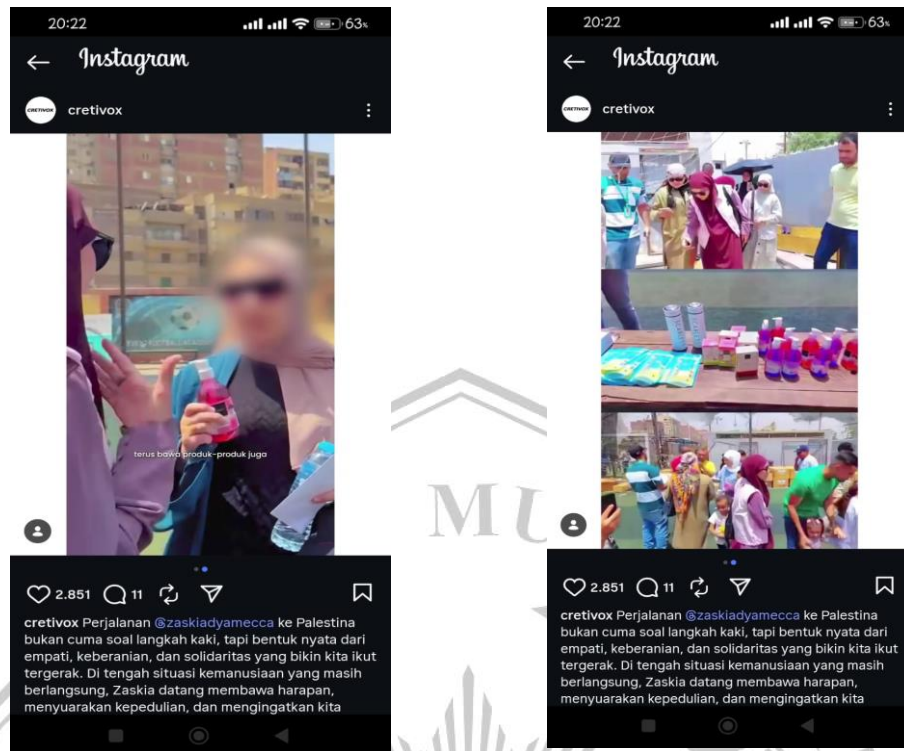 20:22
63%
Instagram
cretivox
terus bawa produk-produk juga
2.851
11
cretivox Perjalanan @zaskiadyamecca ke Palestina
bukan cuma soal langkah kaki, tapi bentuk nyata dari
empati, keberanian, dan solidaritas yang bikin kita ikut
tergerak. Di tengah situasi kemanusiaan yang masih
berlangsung, Zaskia datang membawa harapan,
menyuarakan kepedulian, dan mengingatkan kita
20:22
63%
Instagram
cretivox
2.851
11
cretivox Perjalanan @zaskiadyamecca ke Palestina
bukan cuma soal langkah kaki, tapi bentuk nyata dari
empati, keberanian, dan solidaritas yang bikin kita ikut
tergerak. Di tengah situasi kemanusiaan yang masih
berlangsung, Zaskia datang membawa harapan,
menyuarakan kepedulian, dan mengingatkan kita
MU